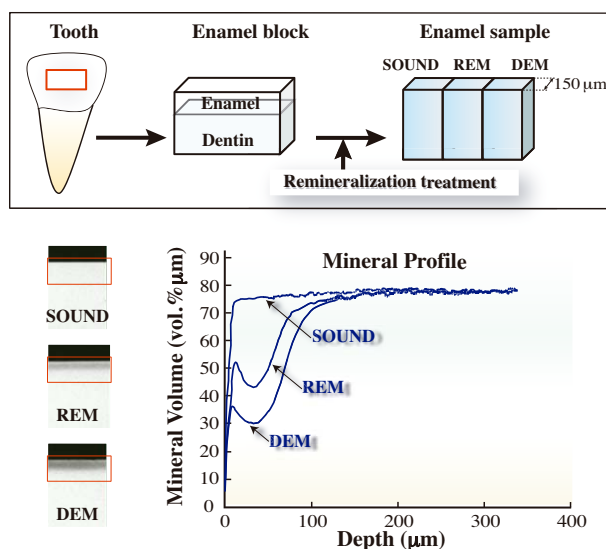 Tooth
Enamel block
Enamel sample
SOUND REM DEM
150 μm
Enamel
Dentin
Remineralization treatment
SOUND
REM
DEM
Mineral Profile
Mineral Volume (vol.%μm)
90
80
70
60
50
40
30
20
10
0
SOUND
REM
DEM
0 100 200 300 400
Depth (μm)